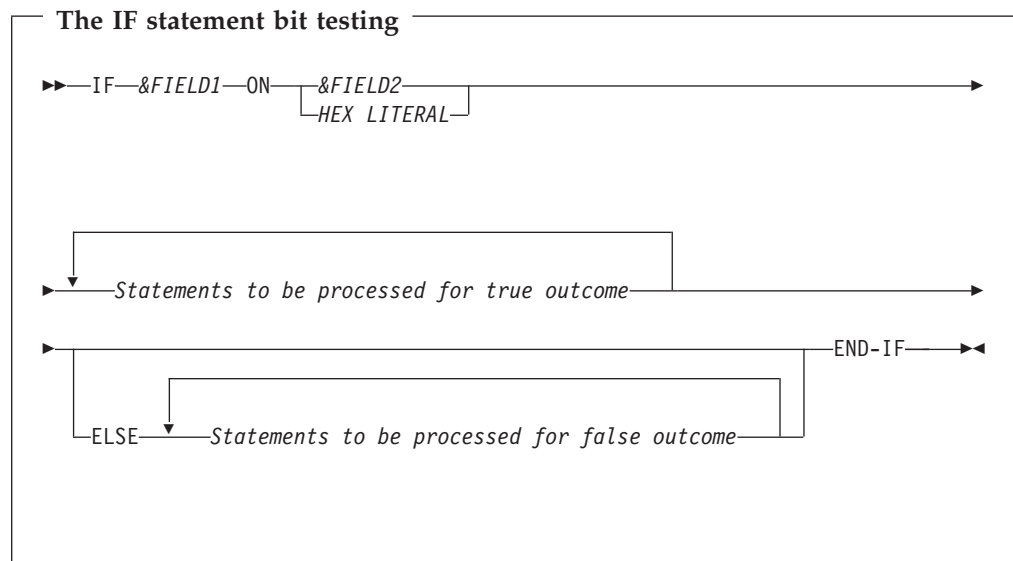 The IF statement bit testing
IF &FIELD1 ON &FIELD2
HEX LITERAL
Statements to be processed for true outcome
END-IF
ELSE Statements to be processed for false outcome